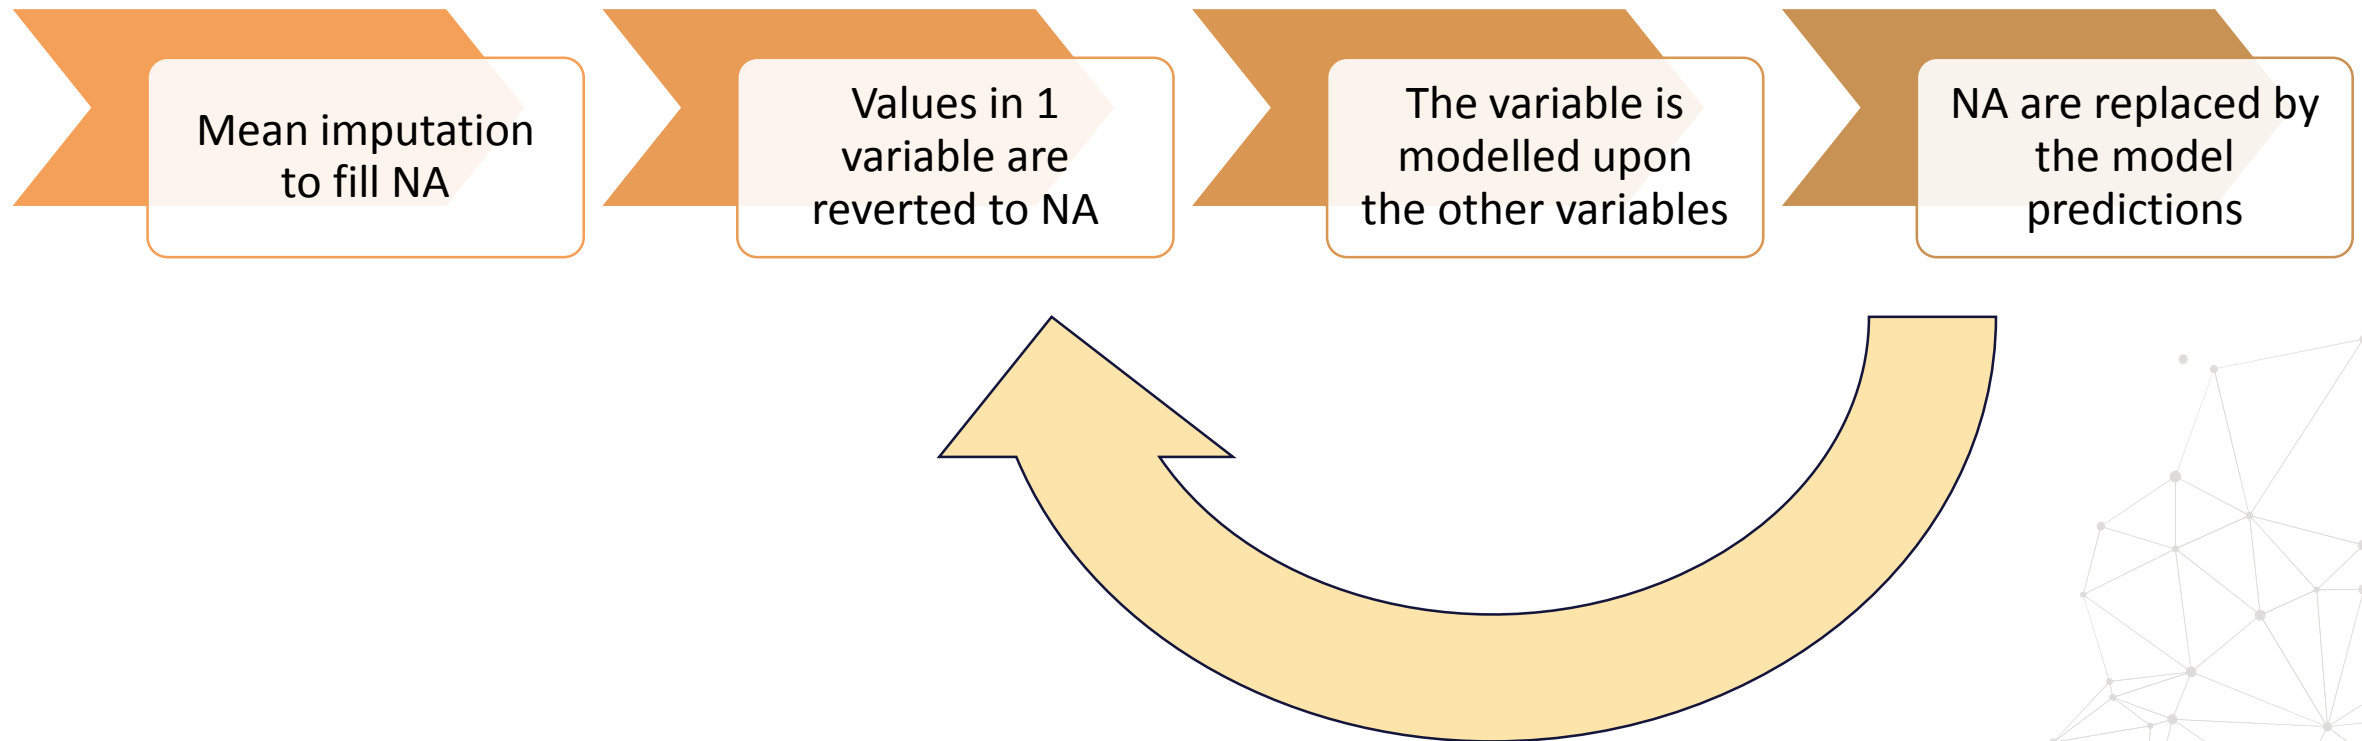 Mean imputation
to fill NA
Values in 1
variable are
reverted to NA
The variable is
modelled upon
the other variables
NA are replaced by
the model
predictions